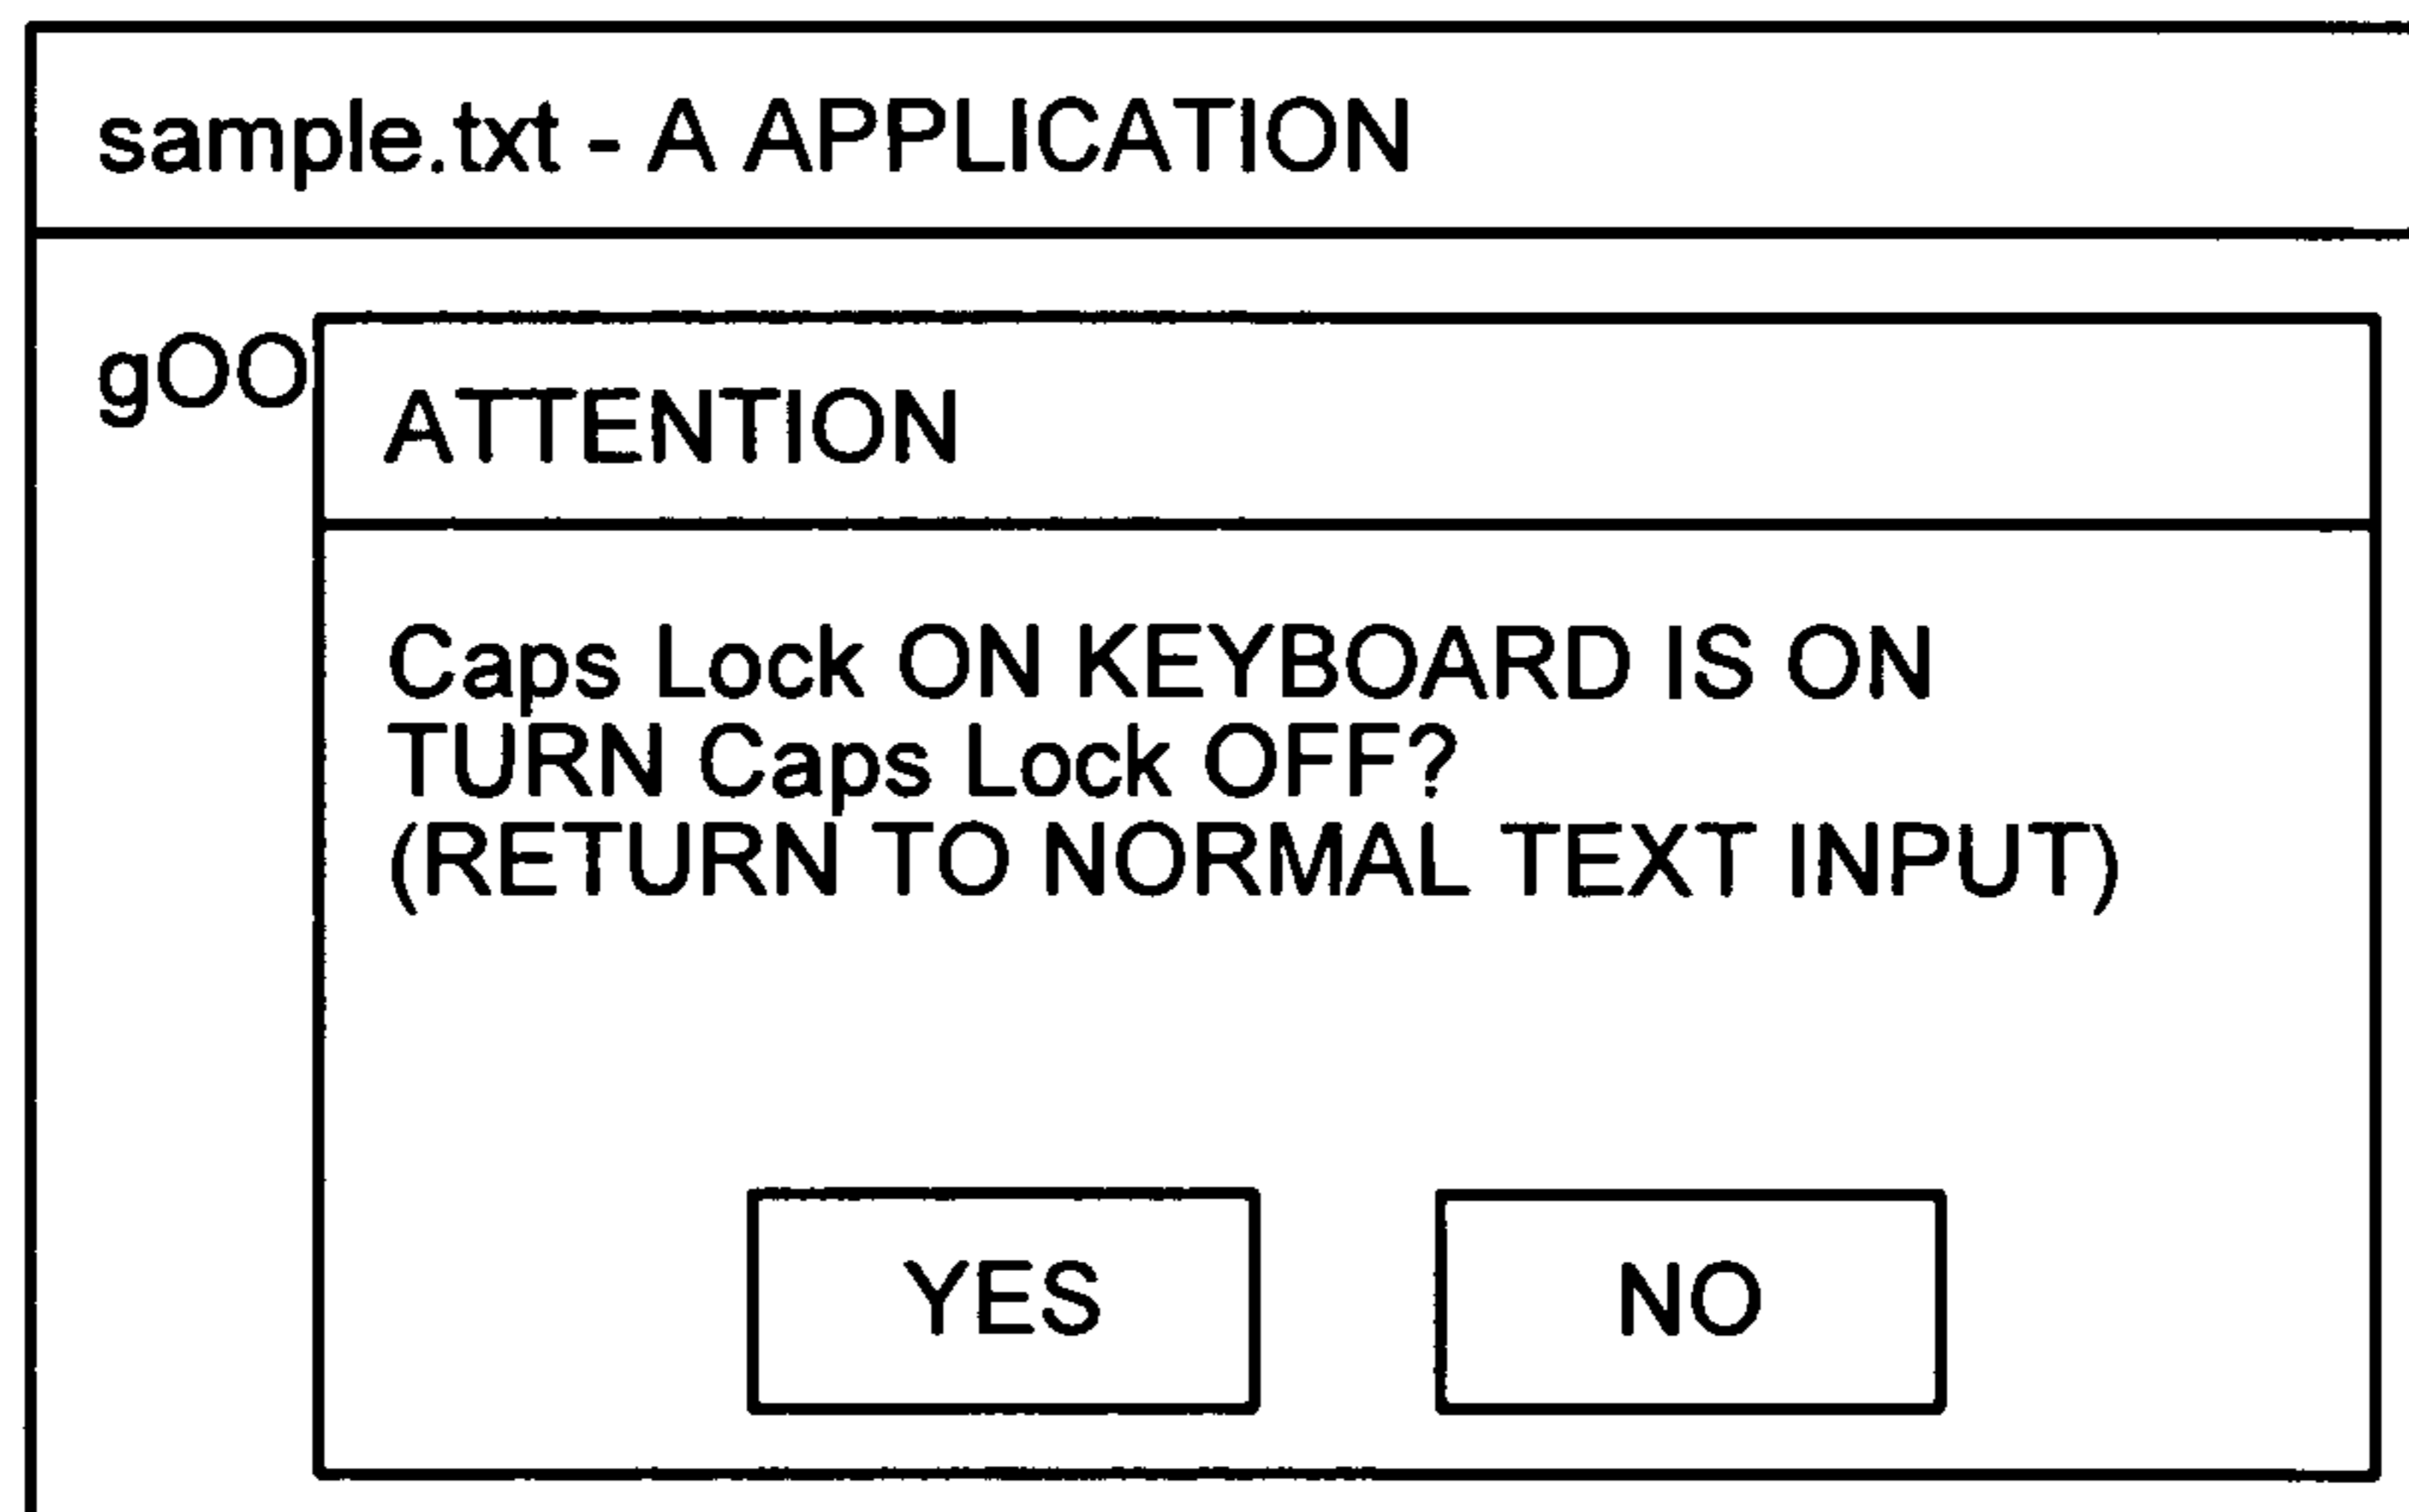 sample.txt - A APPLICATION
gOO
ATTENTION
Caps Lock ON KEYBOARD IS ON
TURN Caps Lock OFF?
(RETURN TO NORMAL TEXT INPUT)
YES NO